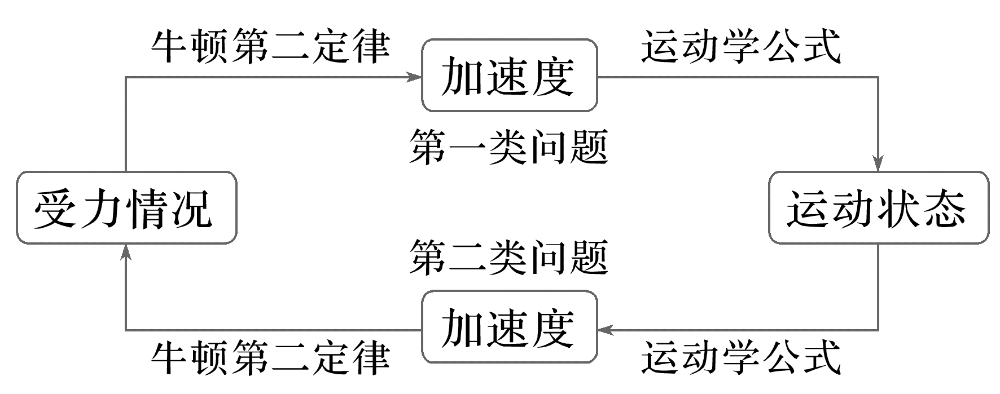 牛顿第二定律
加速度
运动学公式
第一类问题
受力情况
运动状态
第二类问题
加速度
牛顿第二定律
运动学公式